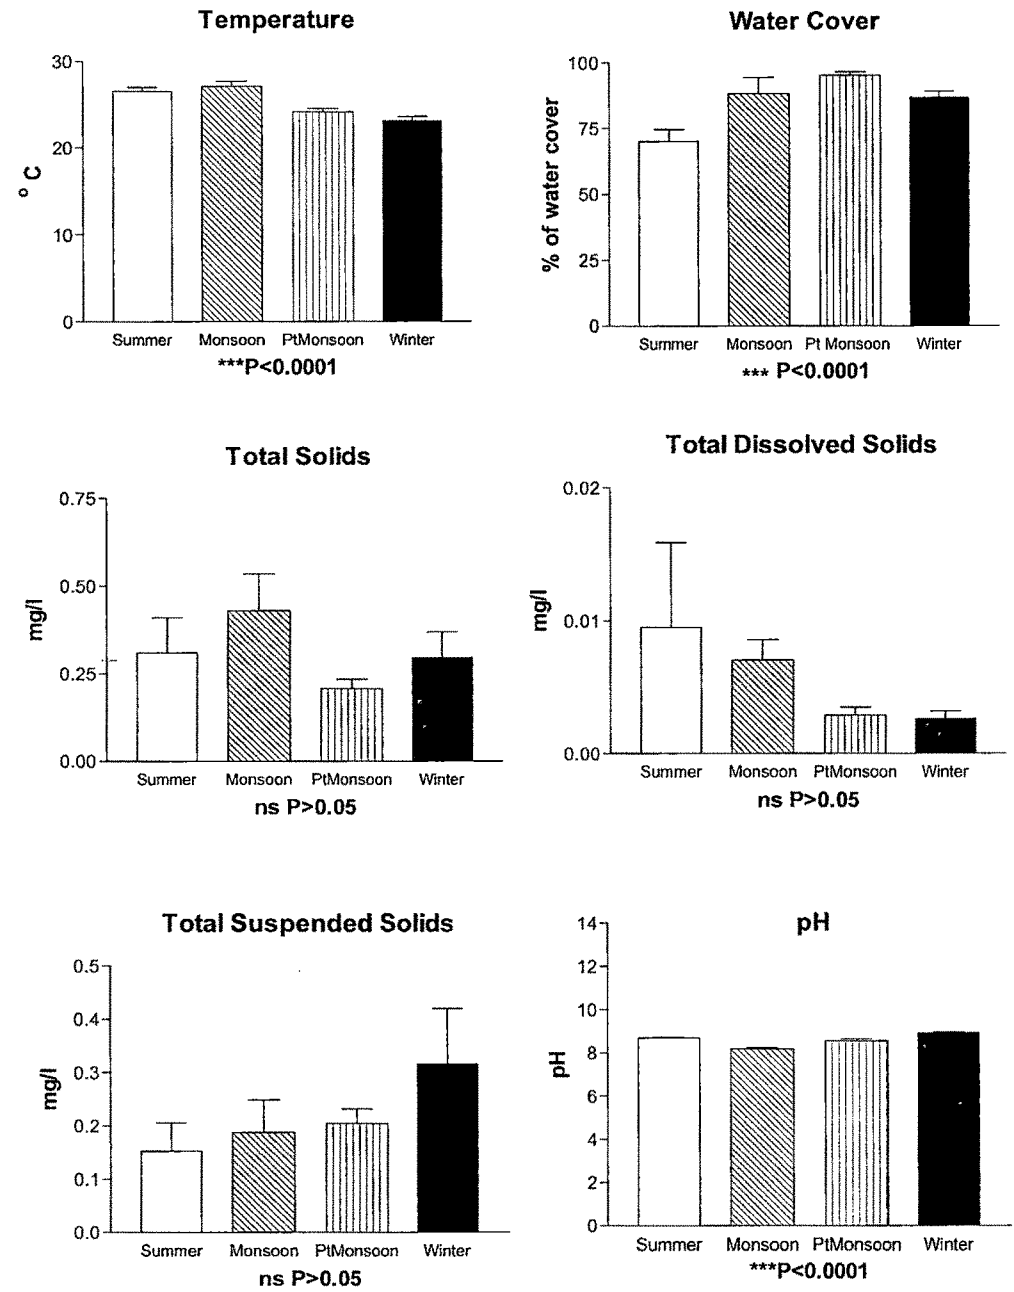 Temperature
30
20
10
0
° C
Summer Monsoon PtMonsoon Winter
***P<0.0001
Water Cover
100
75
50
25
0
% of water cover
Summer Monsoon Pt Monsoon Winter
*** P<0.0001
Total Solids
0.75
0.50
0.25
0.00
mg/l
Summer Monsoon PtMonsoon Winter
ns P>0.05
Total Dissolved Solids
0.02
0.01
0.00
mg/l
Summer Monsoon PtMonsoon Winter
ns P>0.05
Total Suspended Solids
0.5
0.4
0.3
0.2
0.1
0.0
mg/l
Summer Monsoon PtMonsoon Winter
ns P>0.05
pH
14
12
10
8
6
4
2
0
pH
Summer Monsoon PtMonsoon Winter
***P<0.0001